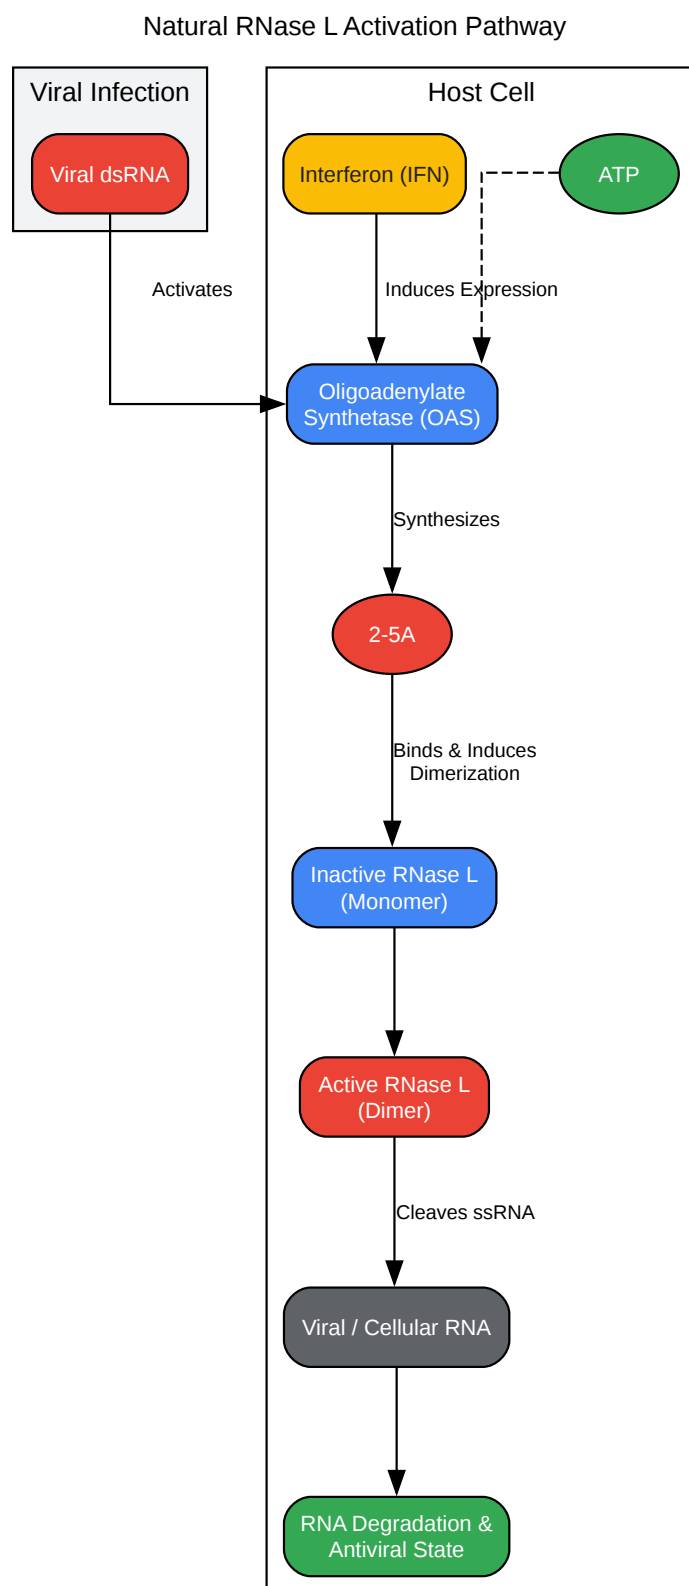 Natural RNase L Activation Pathway
Viral Infection
Host Cell
Viral dsRNA
Interferon (IFN)
ATP
Activates
Induces Expression
Oligoadenylate
Synthetase (OAS)
Synthesizes
2-5A
Binds & Induces
Dimerization
Inactive RNase L
(Monomer)
Active RNase L
(Dimer)
Cleaves ssRNA
Viral / Cellular RNA
RNA Degradation &
Antiviral State